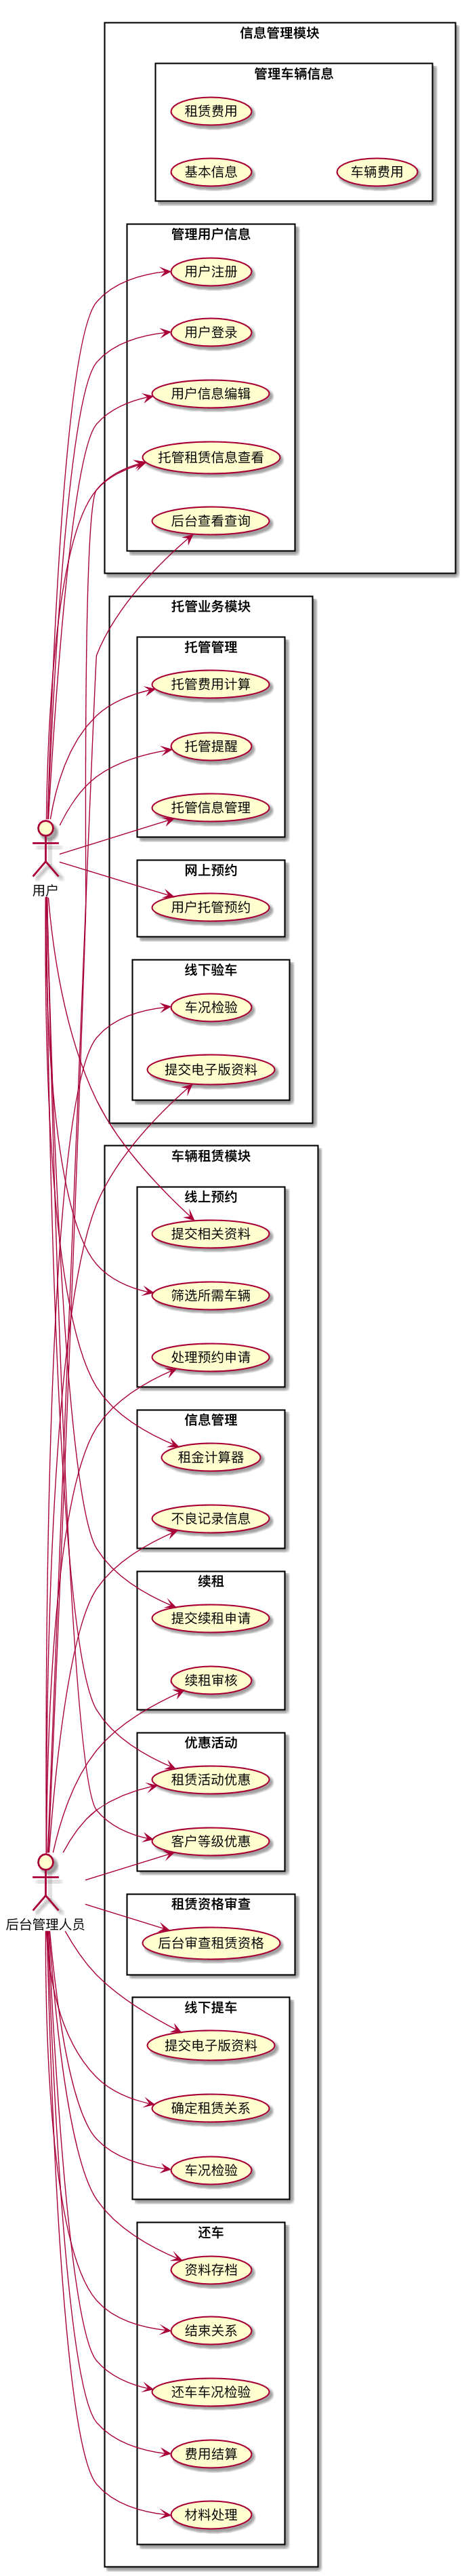 信息管理模块
管理车辆信息
租赁费用
基本信息
车辆费用
管理用户信息
用户注册
用户登录
用户信息编辑
托管租赁信息查看
后台查看查询
托管业务模块
托管管理
托管费用计算
托管提醒
托管信息管理
用户
网上预约
用户托管预约
线下验车
车况检验
提交电子版资料
车辆租赁模块
线上预约
提交相关资料
筛选所需车辆
处理预约申请
信息管理
租金计算器
不良记录信息
续租
提交续租申请
续租审核
优惠活动
租赁活动优惠
客户等级优惠
后台管理人员
租赁资格审查
后台审查租赁资格
线下提车
提交电子版资料
确定租赁关系
车况检验
还车
资料存档
结束关系
还车车况检验
费用结算
材料处理